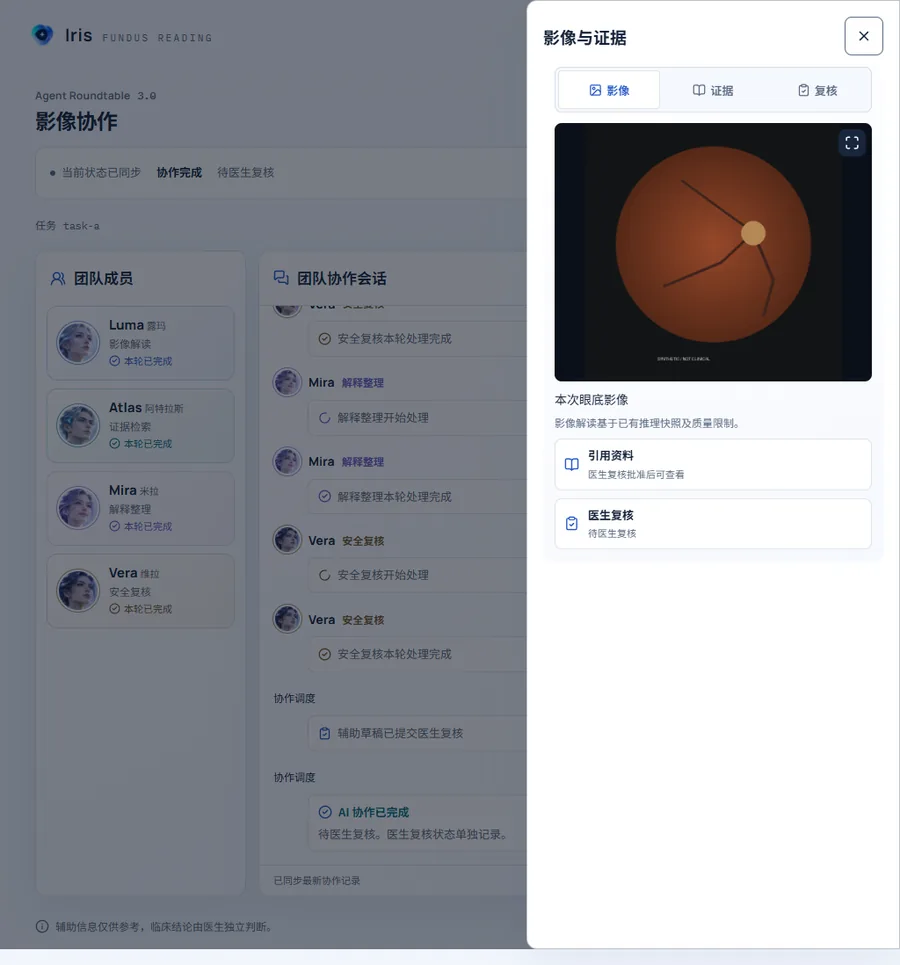 Iris FUNDUS READING
Agent Roundtable 3.0
影像协作
当前状态已同步 协作完成 待医生复核
任务 task-a
团队成员
Luma 露玛
影像解读
本轮已完成
Atlas 阿特拉斯
证据检索
本轮已完成
Mira 米拉
解释整理
本轮已完成
Vera 维拉
安全复核
本轮已完成
团队协作会话
Vera 安全复核
安全复核本轮处理完成
Mira 解释整理
解释整理开始处理
Mira 解释整理
解释整理本轮处理完成
Vera 安全复核
安全复核开始处理
Vera 安全复核
安全复核本轮处理完成
协作调度
辅助草稿已提交医生复核
协作调度
AI 协作已完成
待医生复核。医生复核状态单独记录。
已同步最新协作记录
辅助信息仅供参考，临床结论由医生独立判断。
影像与证据
影像 证据 复核
SYNTHETIC / NOT CLINICAL
本次眼底影像
影像解读基于已有推理快照及质量限制。
引用资料
医生复核批准后可查看
医生复核
待医生复核